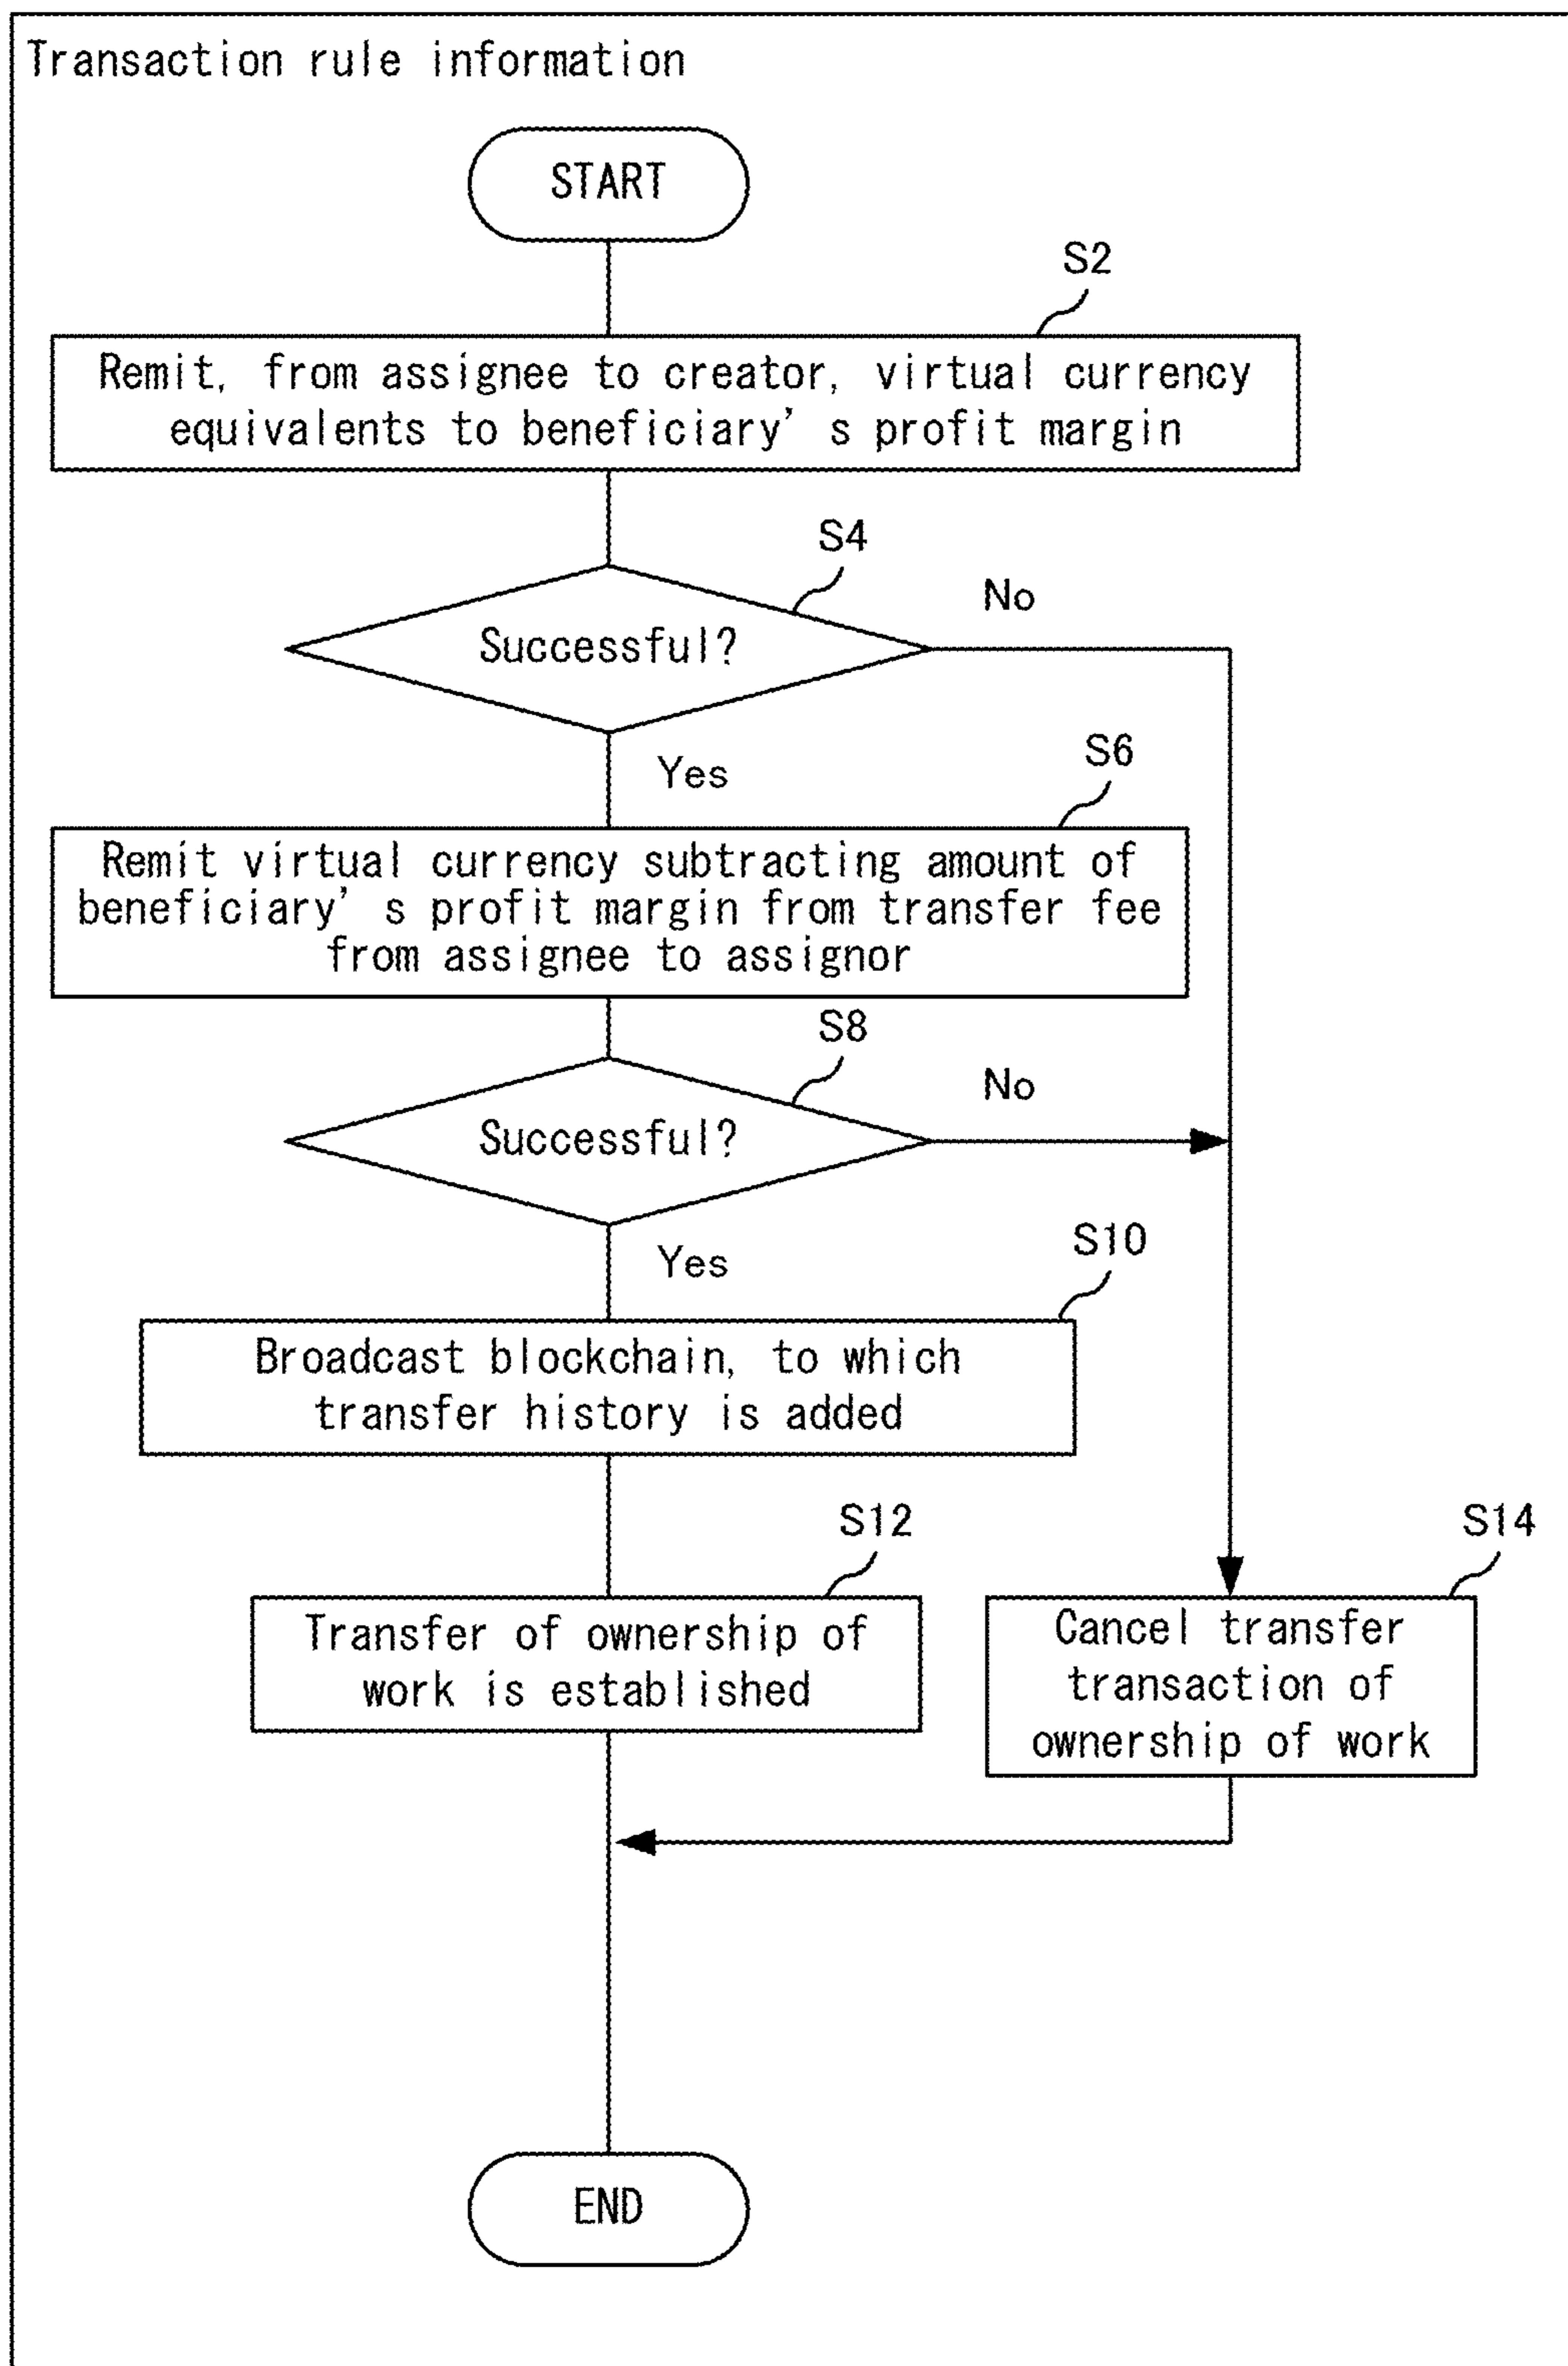 Transaction rule information
START
S2
Remit, from assignee to creator, virtual currency
equivalents to beneficiary's profit margin
S4
No
Successful?
Yes
S6
Remit virtual currency subtracting amount of
beneficiary's profit margin from transfer fee
from assignee to assignor
S8
No
Successful?
Yes
S10
Broadcast blockchain, to which
transfer history is added
S12
Transfer of ownership of
work is established
S14
Cancel transfer
transaction of
ownership of work
END